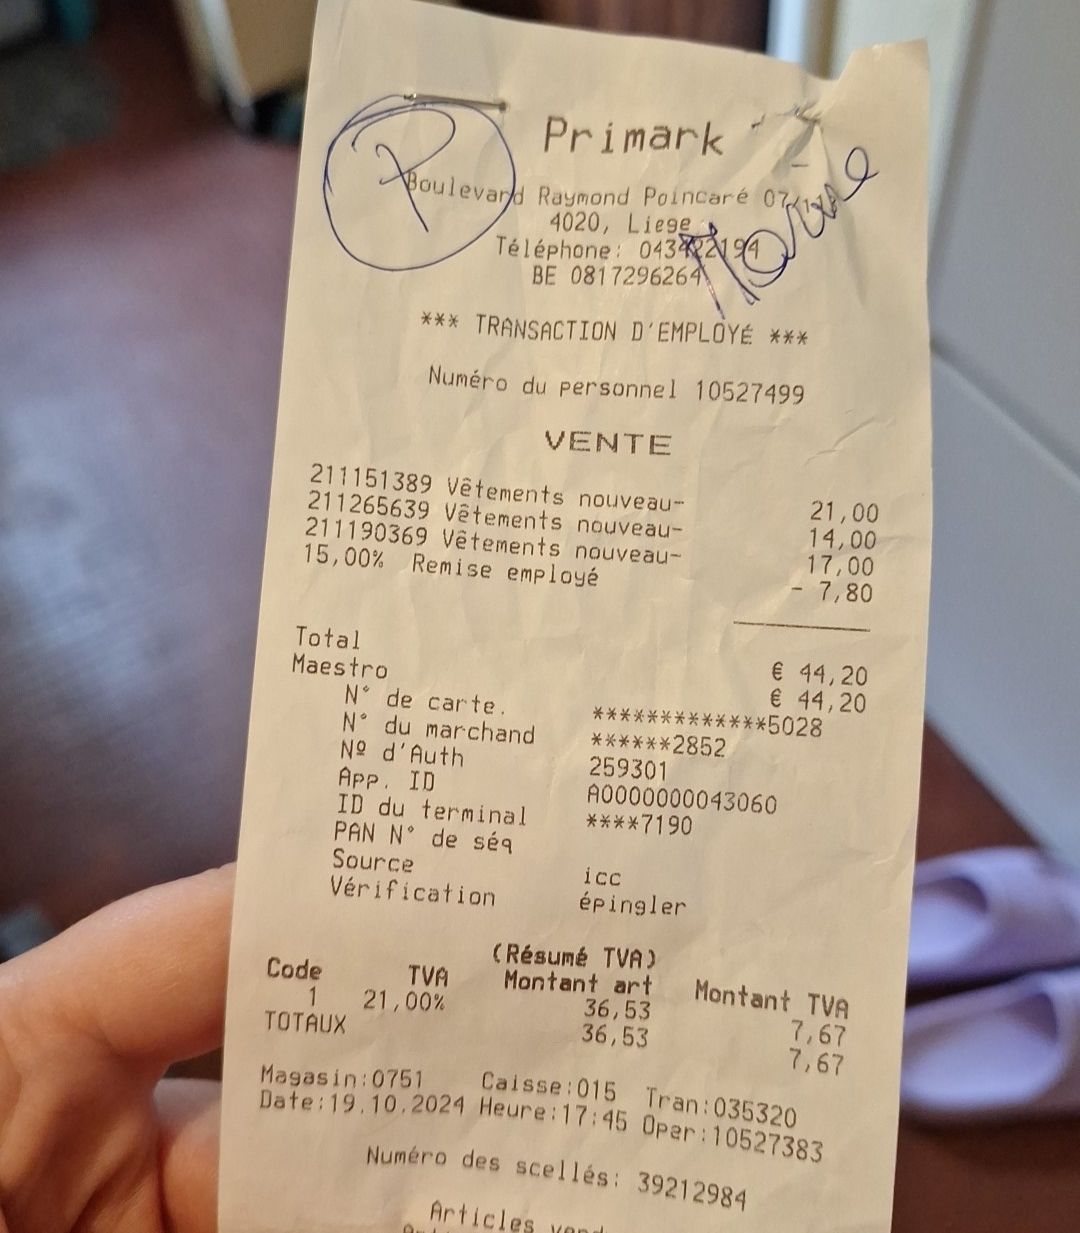 P
Primark
Marie
Boulevard Raymond Poincaré 07
4020, Liege
Téléphone: 043422194
BE 0817296264
*** TRANSACTION D'EMPLOYÉ ***
Numéro du personnel 10527499
VENTE
211151389 Vêtements nouveau- 21,00
211265639 Vêtements nouveau- 14,00
211190369 Vêtements nouveau- 17,00
15,00% Remise employé - 7,80
Total € 44,20
Maestro € 44,20
N° de carte. *************5028
N° du marchand ******2852
Nº d'Auth 259301
App. ID A0000000043060
ID du terminal ****7190
PAN N° de séq
Source icc
Vérification épingler
(Résumé TVA)
Code TVA Montant art Montant TVA
1 21,00% 36,53 7,67
TOTAUX 36,53 7,67
Magasin:0751 Caisse:015 Tran:035320
Date:19.10.2024 Heure:17:45 Oper:10527383
Numéro des scellés: 39212984
Articles